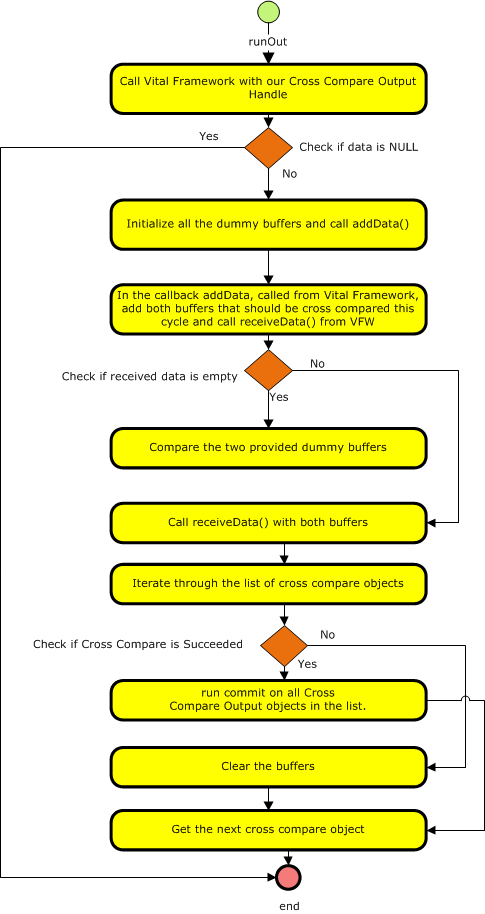 runOut
Call Vital Framework with our Cross Compare Output
Handle
Yes
Check if data is NULL
No
Initialize all the dummy buffers and call addData()
In the callback addData, called from Vital Framework,
add both buffers that should be cross compared this
cycle and call receiveData() from VFW
No
Check if received data is empty
Yes
Compare the two provided dummy buffers
Call receiveData() with both buffers
Iterate through the list of cross compare objects
No
Check if Cross Compare is Succeeded
Yes
run commit on all Cross
Compare Output objects in the list.
Clear the buffers
Get the next cross compare object
end